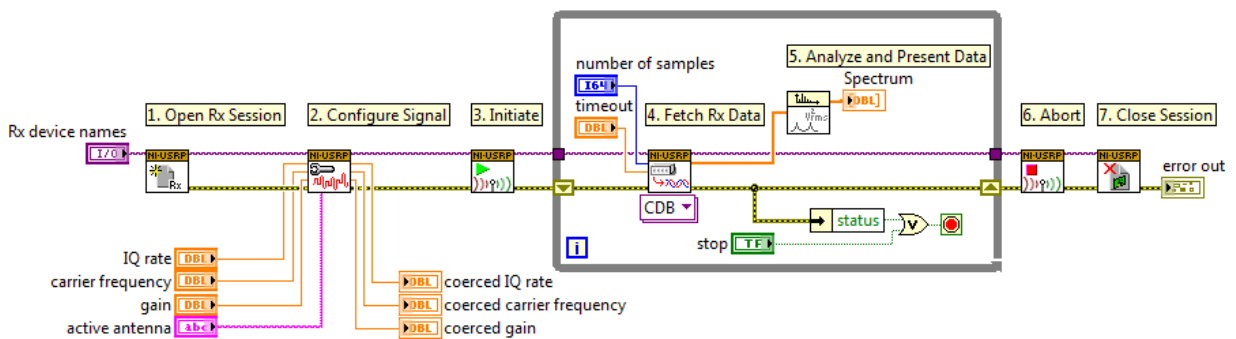 5. Analyze and Present Data
number of samples
I64
Spectrum
DBL]
timeout
DBL
1. Open Rx Session
2. Configure Signal
3. Initiate
4. Fetch Rx Data
6. Abort
7. Close Session
Rx device names
I/O
NI-USRP
Rx
NI-USRP
NI-USRP
NI-USRP
Vrms
NI-USRP
NI-USRP
error out
CDB
status
V
stop
TF
i
IQ rate
DBL
carrier frequency
DBL
gain
DBL
active antenna
abc
DBL
coerced IQ rate
DBL
coerced carrier frequency
DBL
coerced gain